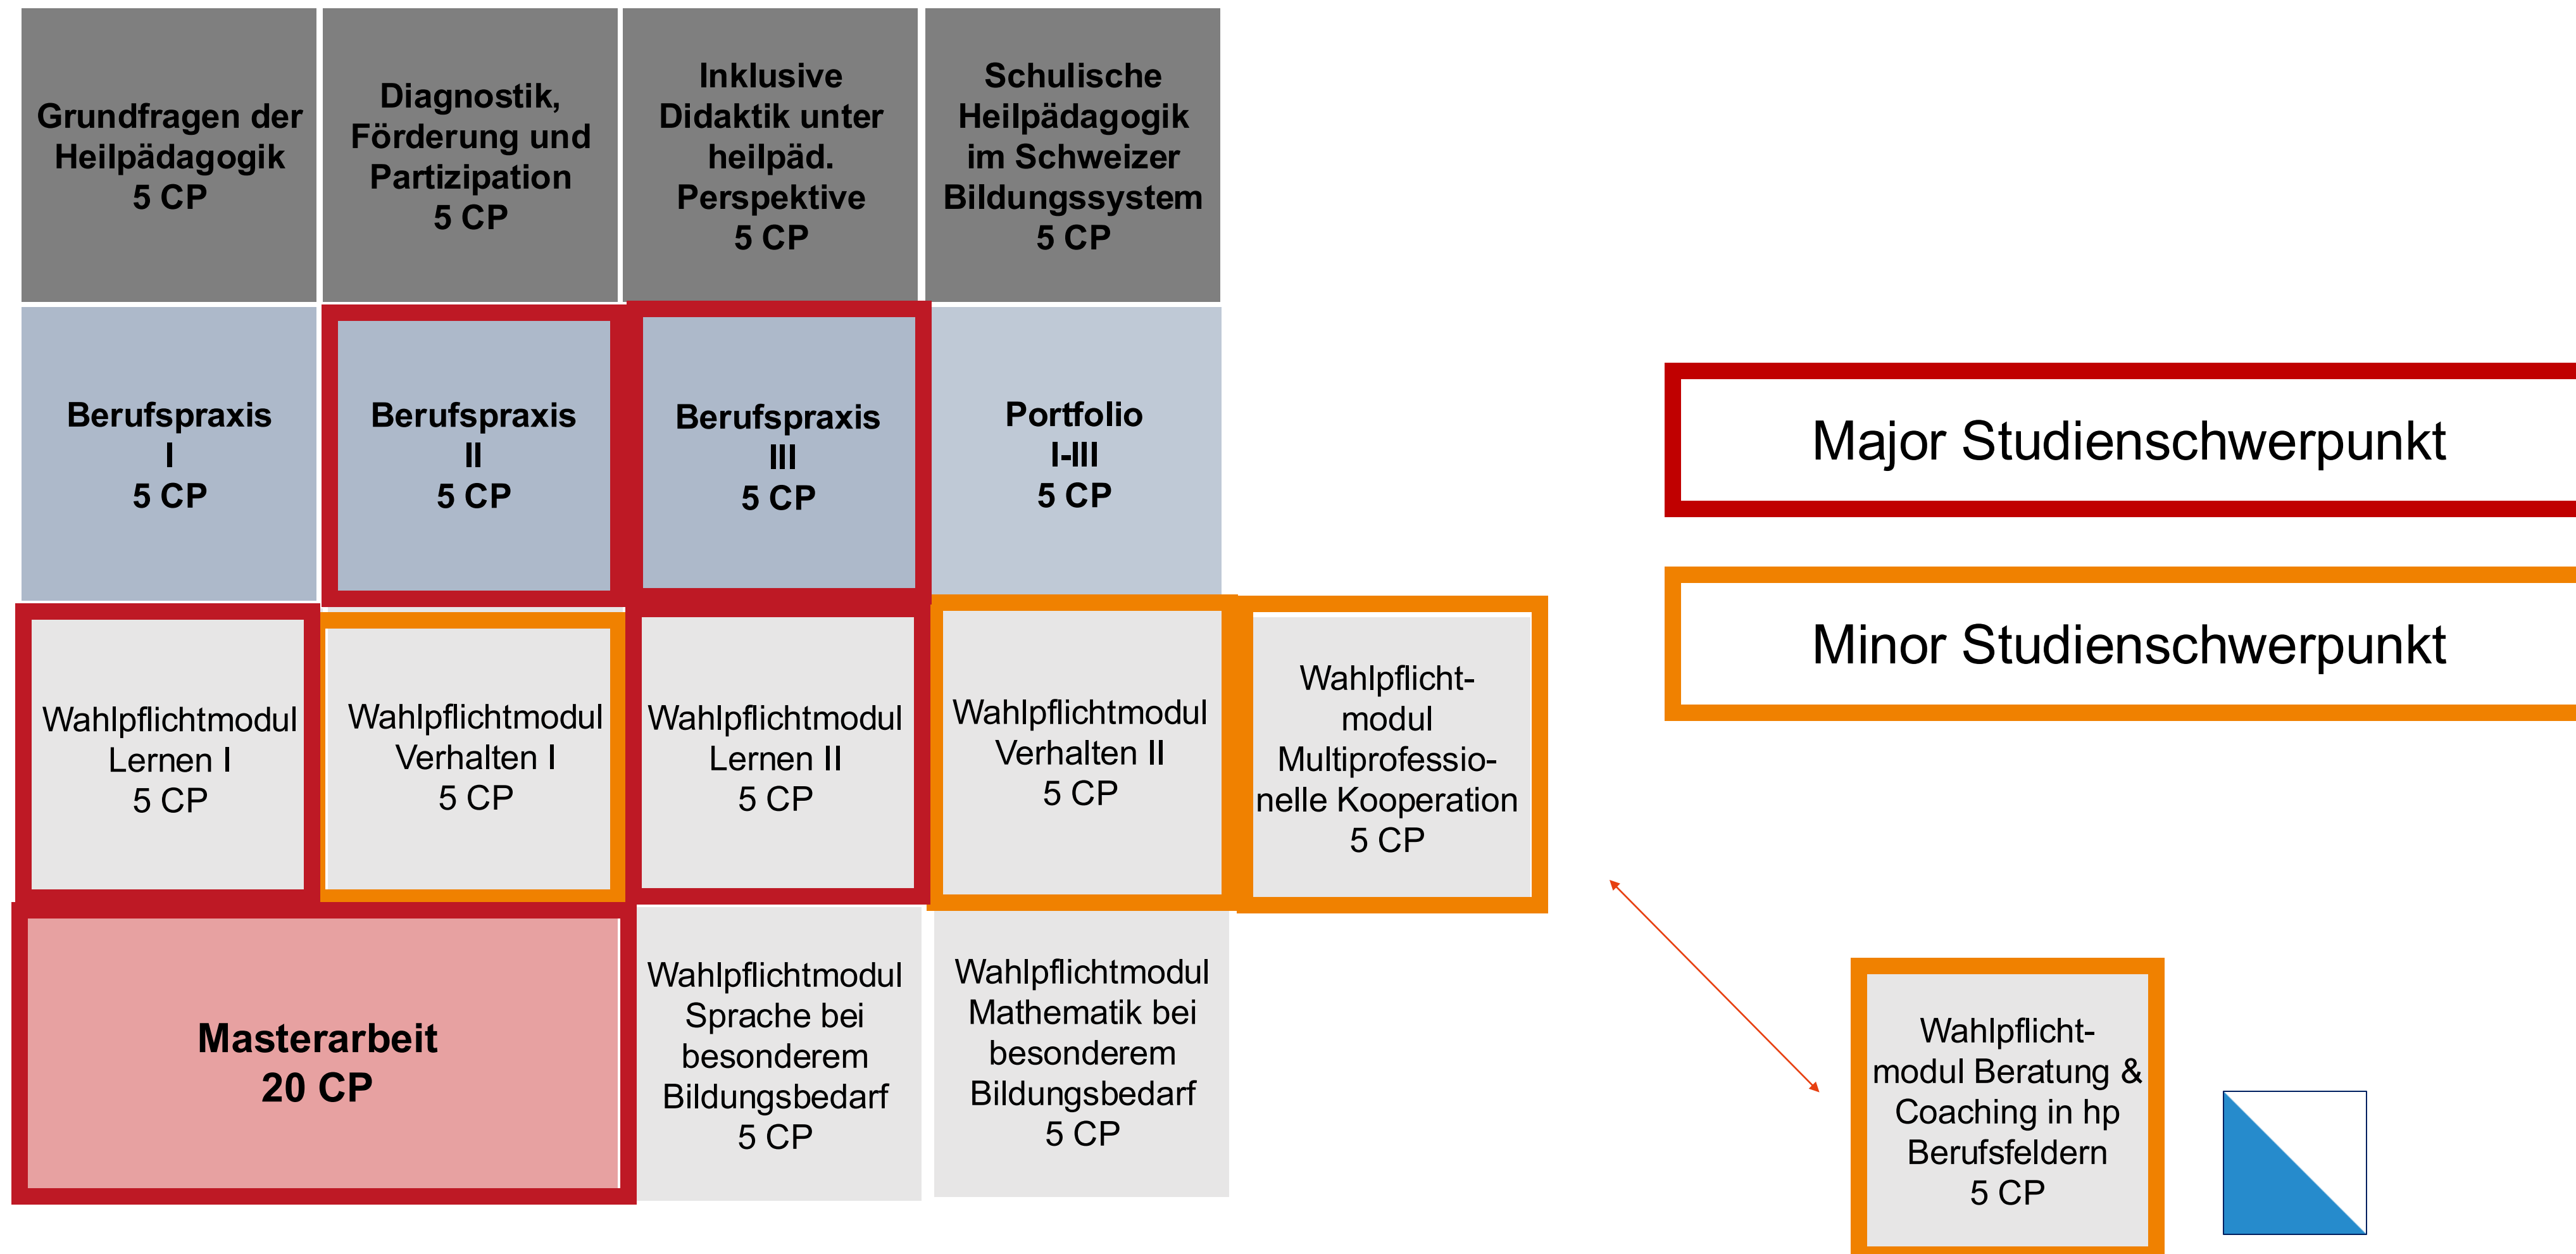 Grundfragen der
Heilpädagogik
5 CP
Diagnostik,
Förderung und
Partizipation
5 CP
Inklusive
Didaktik unter
heilpäd.
Perspektive
5 CP
Schulische
Heilpädagogik
im Schweizer
Bildungssystem
5 CP
Berufspraxis
I
5 CP
Berufspraxis
II
5 CP
Berufspraxis
III
5 CP
Portfolio
I-III
5 CP
Major Studienschwerpunkt
Minor Studienschwerpunkt
Wahlpflichtmodul
Lernen I
5 CP
Wahlpflichtmodul
Verhalten I
5 CP
Wahlpflichtmodul
Lernen II
5 CP
Wahlpflichtmodul
Verhalten II
5 CP
Wahlpflicht-
modul
Multiprofessio-
nelle Kooperation
5 CP
Masterarbeit
20 CP
Wahlpflichtmodul
Sprache bei
besonderem
Bildungsbedarf
5 CP
Wahlpflichtmodul
Mathematik bei
besonderem
Bildungsbedarf
5 CP
Wahlpflicht-
modul Beratung &
Coaching in hp
Berufsfeldern
5 CP